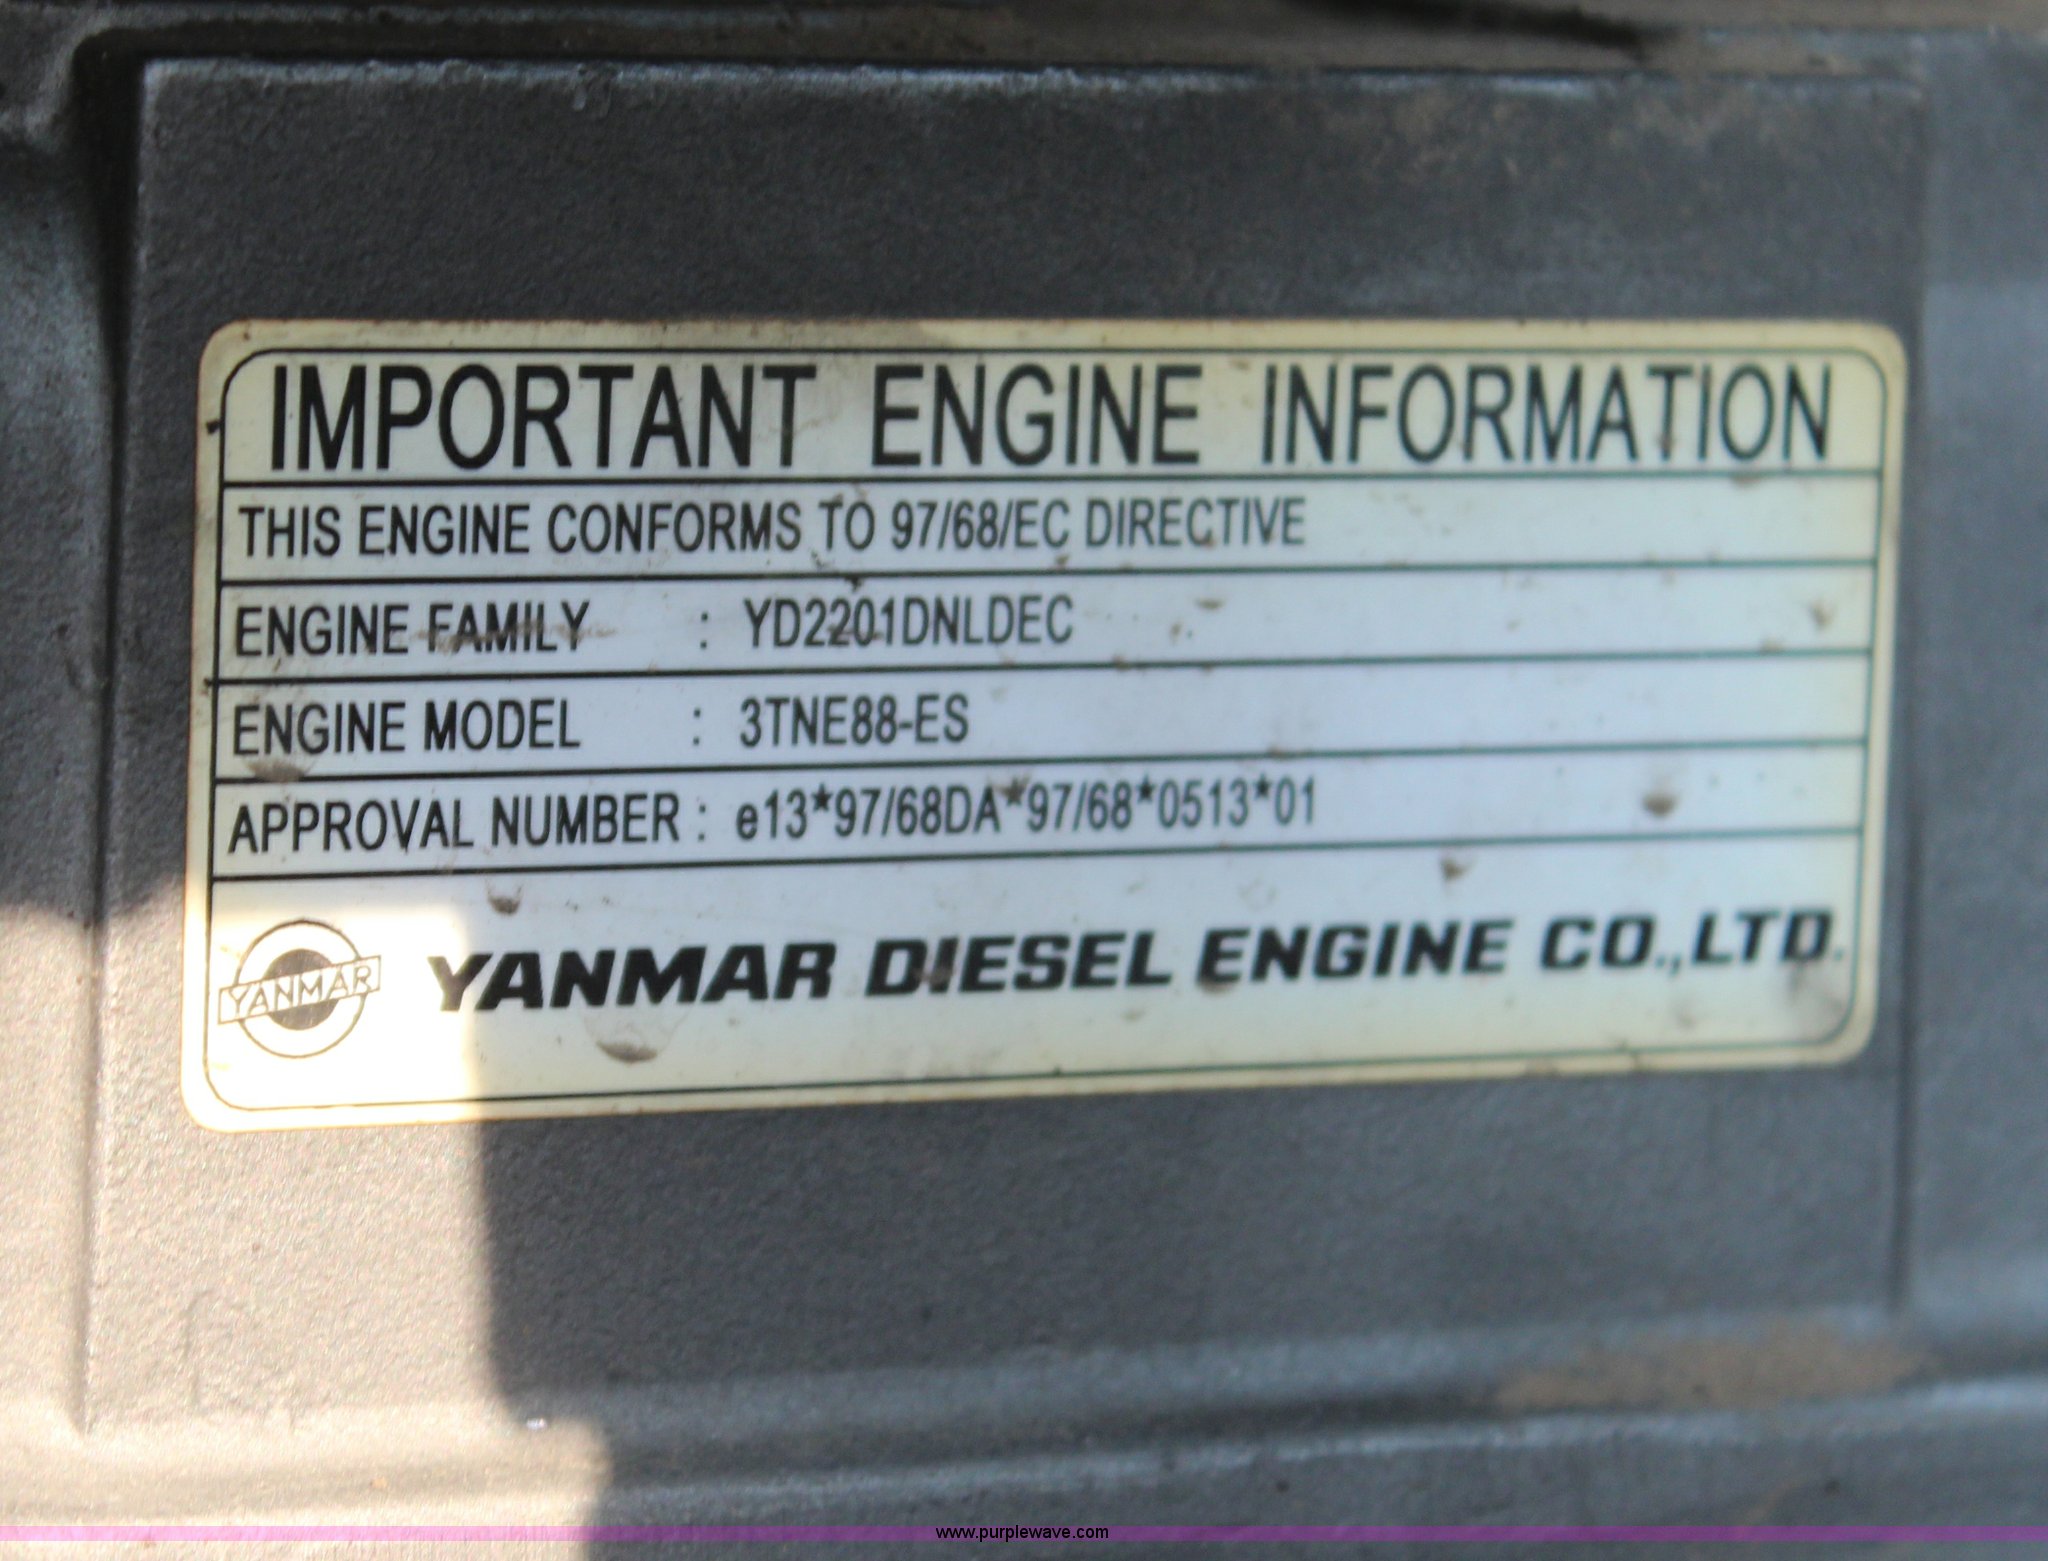 IMPORTANT ENGINE INFORMATION
THIS ENGINE CONFORMS TO 97/68/EC DIRECTIVE
ENGINE FAMILY : YD2201DNLDEC
ENGINE MODEL : 3TNE88-ES
APPROVAL NUMBER : e13*97/68DA*97/68*0513*01
YANMAR YANMAR DIESEL ENGINE CO.,LTD.
www.purplewave.com